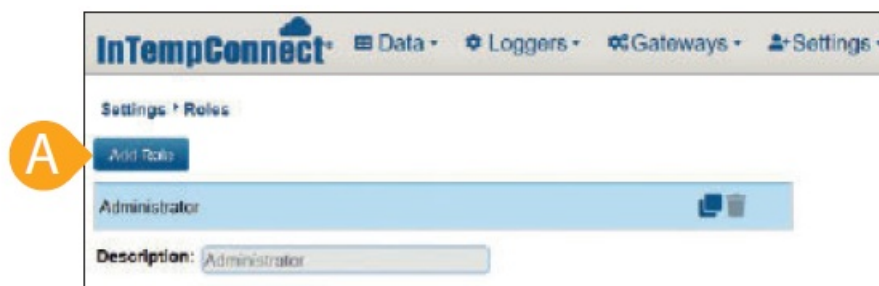 InTempConnect® Data Loggers Gateways Settings
Settings Roles
A
Add Role
Administrator
Description: Administrator